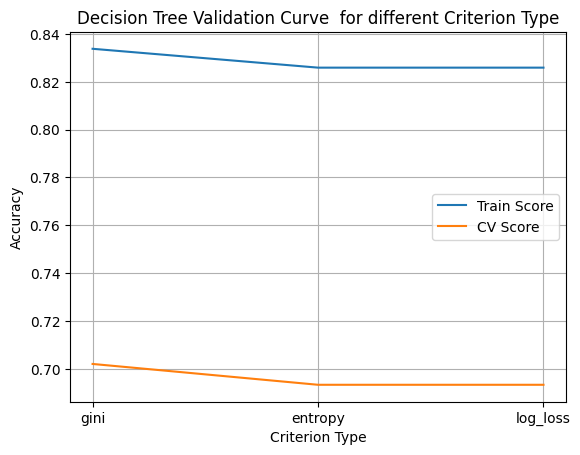 Decision Tree Validation Curve  for different Criterion Type
0.84
0.82
0.80
0.78
0.76
0.74
0.72
0.70
Accuracy
Train Score
CV Score
gini
entropy
log_loss
Criterion Type